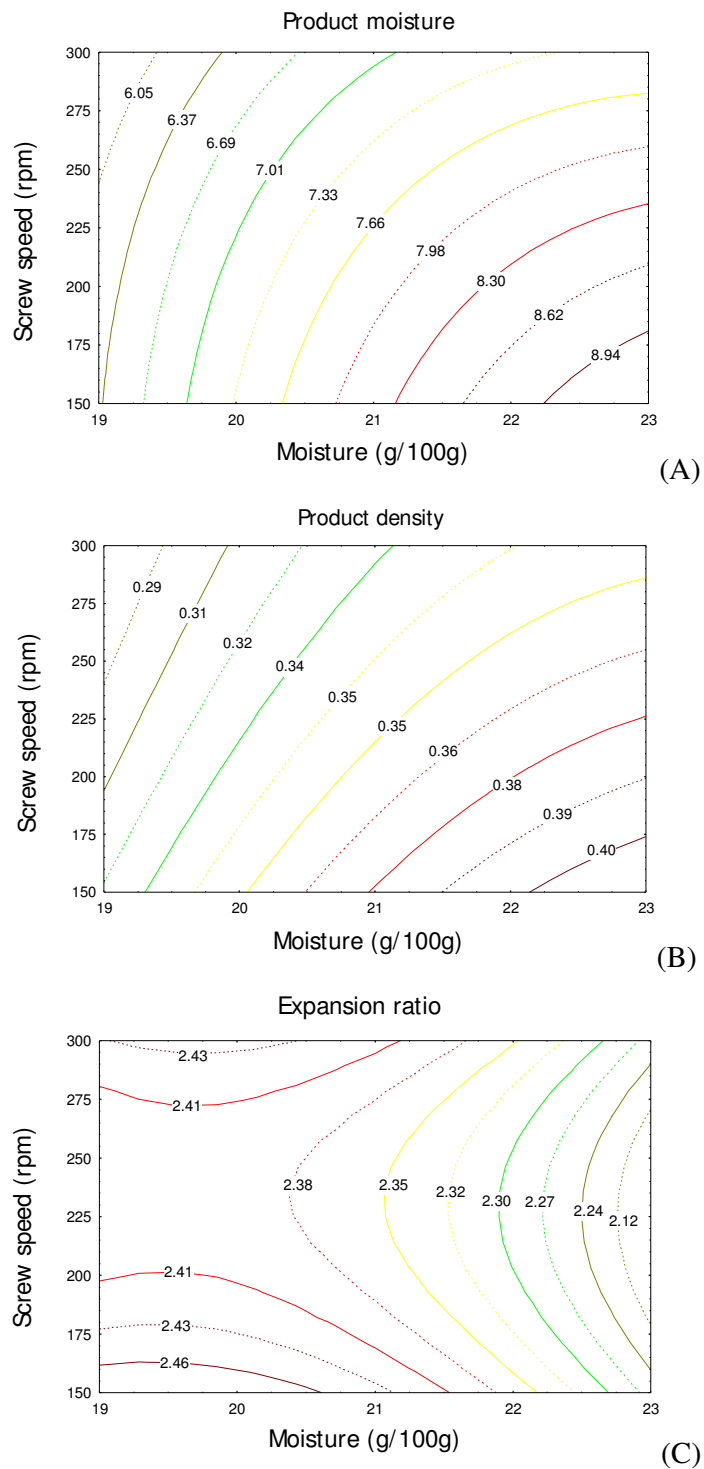 Product moisture
300
275
250
225
200
175
150
Screw speed (rpm)
6.05
6.37
6.69
7.01
7.33
7.66
7.98
8.30
8.62
8.94
19 20 21 22 23
Moisture (g/100g)
(A)
Product density
300
275
250
225
200
175
150
Screw speed (rpm)
0.29
0.31
0.32
0.34
0.35
0.35
0.36
0.38
0.39
0.40
19 20 21 22 23
Moisture (g/100g)
(B)
Expansion ratio
300
275
250
225
200
175
150
Screw speed (rpm)
2.43
2.41
2.38 2.35 2.32 2.30 2.27 2.24 2.12
2.41
2.43
2.46
19 20 21 22 23
Moisture (g/100g)
(C)